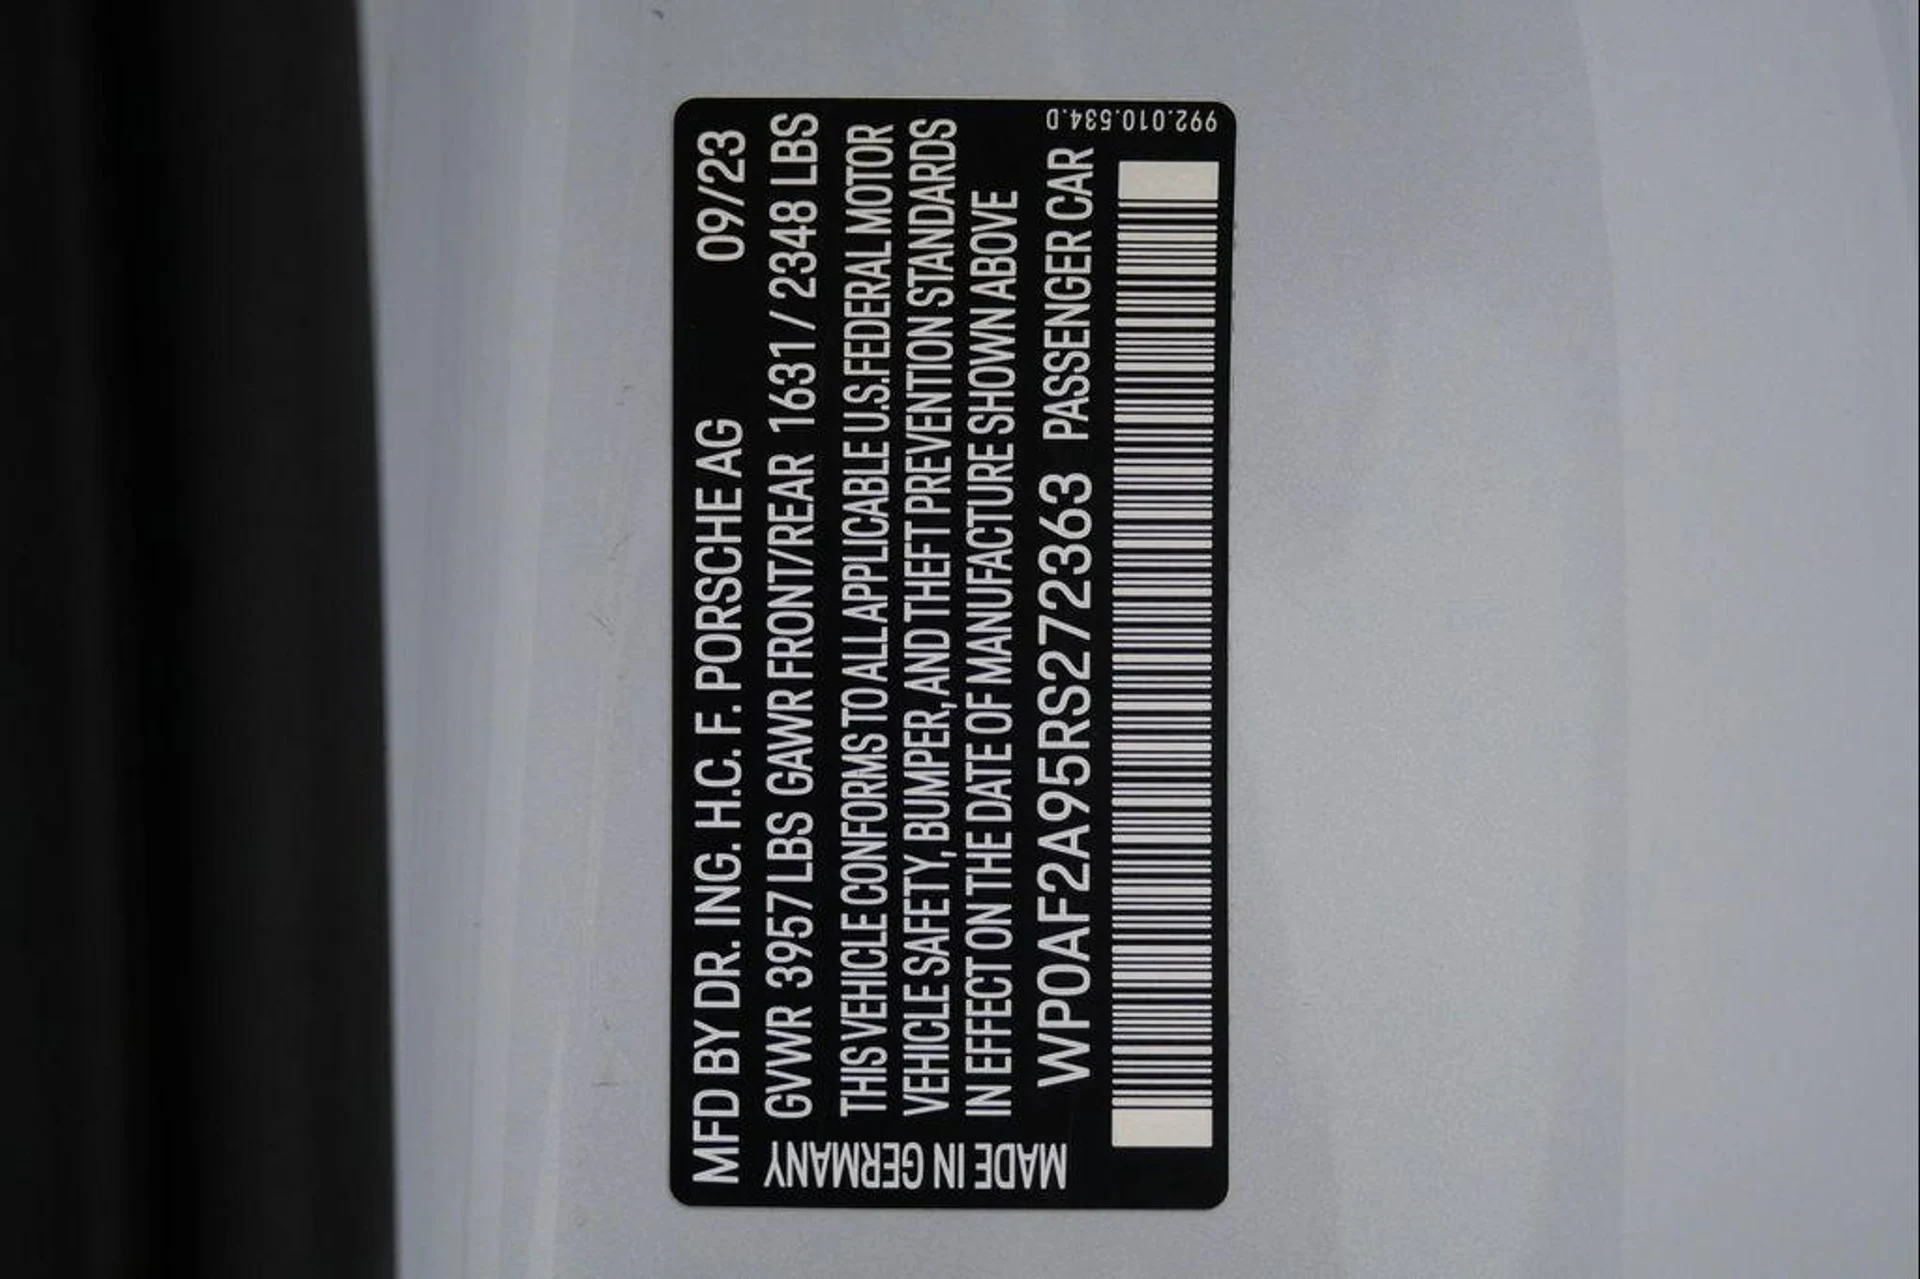 MFD BY DR. ING. H.C. F. PORSCHE AG 09/23
GVWR 3957 LBS GAWR FRONT/REAR 1631 / 2348 LBS
THIS VEHICLE CONFORMS TO ALL APPLICABLE U.S.FEDERAL MOTOR
VEHICLE SAFETY, BUMPER, AND THEFT PREVENTION STANDARDS
IN EFFECT ON THE DATE OF MANUFACTURE SHOWN ABOVE
WP0AF2A95RS272363 PASSENGER CAR
MADE IN GERMANY
992.010.534.D